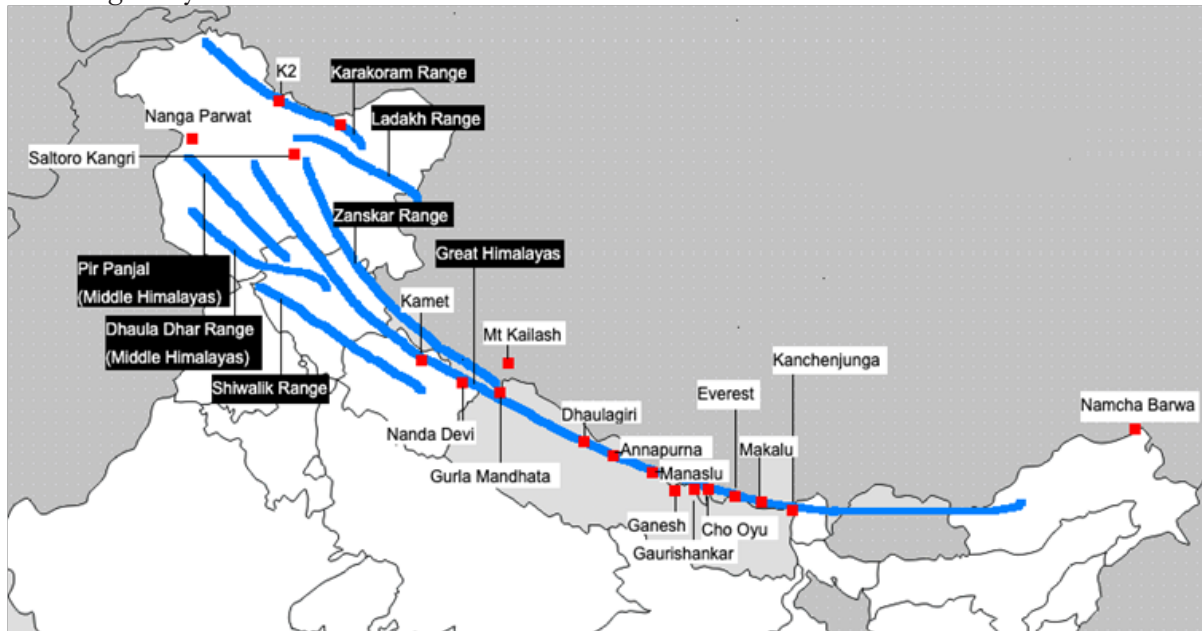 K2
Karakoram Range
Nanga Parwat
Ladakh Range
Saltoro Kangri
Zanskar Range
Great Himalayas
Pir Panjal
(Middle Himalayas)
Kamet
Dhaula Dhar Range
(Middle Himalayas)
Mt Kailash
Shiwalik Range
Kanchenjunga
Everest
Namcha Barwa
Dhaulagiri
Nanda Devi
Annapurna
Makalu
Gurla Mandhata
Manaslu
Ganesh
Cho Oyu
Gaurishankar